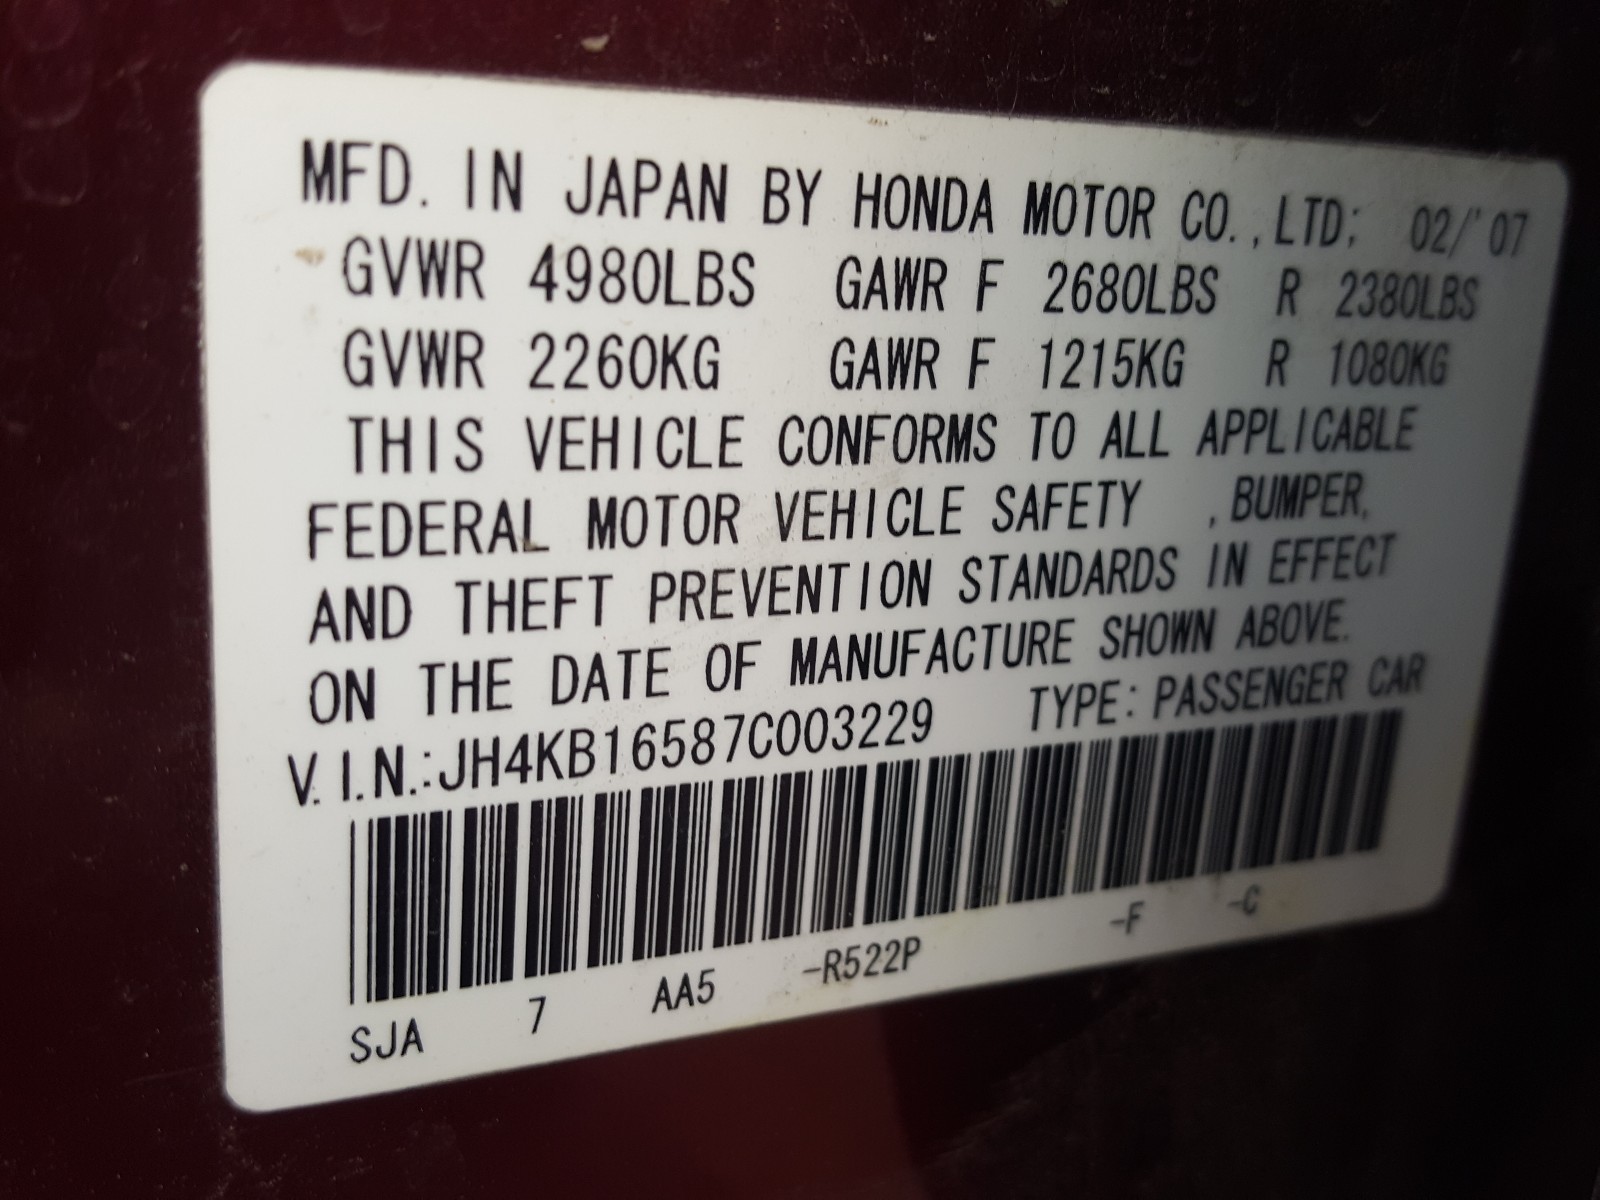 MFD. IN JAPAN BY HONDA MOTOR CO., LTD; 02/'07
GVWR 4980LBS GAWR F 2680LBS R 2380LBS
GVWR 2260KG GAWR F 1215KG R 1080KG
THIS VEHICLE CONFORMS TO ALL APPLICABLE
FEDERAL MOTOR VEHICLE SAFETY , BUMPER,
AND THEFT PREVENTION STANDARDS IN EFFECT
ON THE DATE OF MANUFACTURE SHOWN ABOVE.
V.I.N.:JH4KB16587C003229 TYPE: PASSENGER CAR
SJA 7 AA5 -R522P -F -C